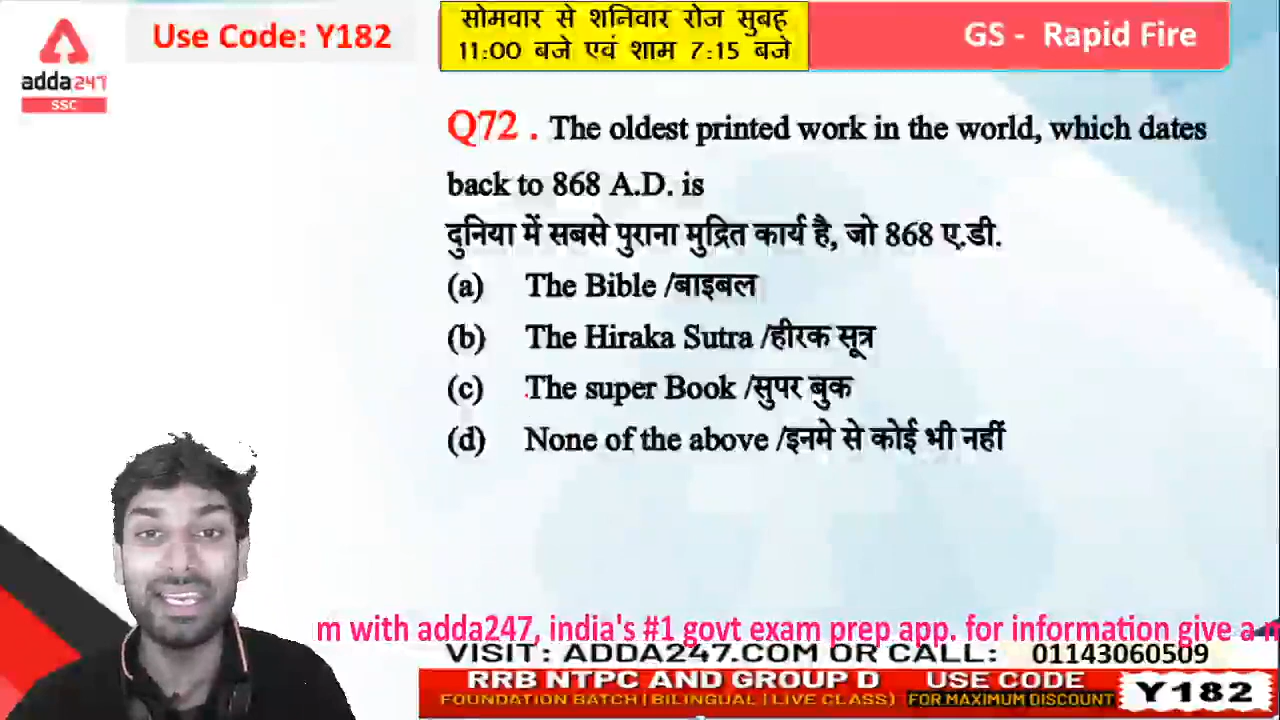 adda247
SSC
Use Code: Y182
सोमवार से शनिवार रोज सुबह
11:00 बजे एवं शाम 7:15 बजे
GS - Rapid Fire
Q72 . The oldest printed work in the world, which dates
back to 868 A.D. is
दुनिया में सबसे पुराना मुद्रित कार्य है, जो 868 ए.डी.
(a) The Bible /बाइबल
(b) The Hiraka Sutra /हीरक सूत्र
(c) The super Book /सुपर बुक
(d) None of the above /इनमे से कोई भी नहीं
m with adda247, india's #1 govt exam prep app. for information give a
VISIT: ADDA247.COM OR CALL: 01143060509
RRB NTPC AND GROUP D USE CODE
FOUNDATION BATCH | BILINGUAL | LIVE CLASS) FOR MAXIMUM DISCOUNT Y182